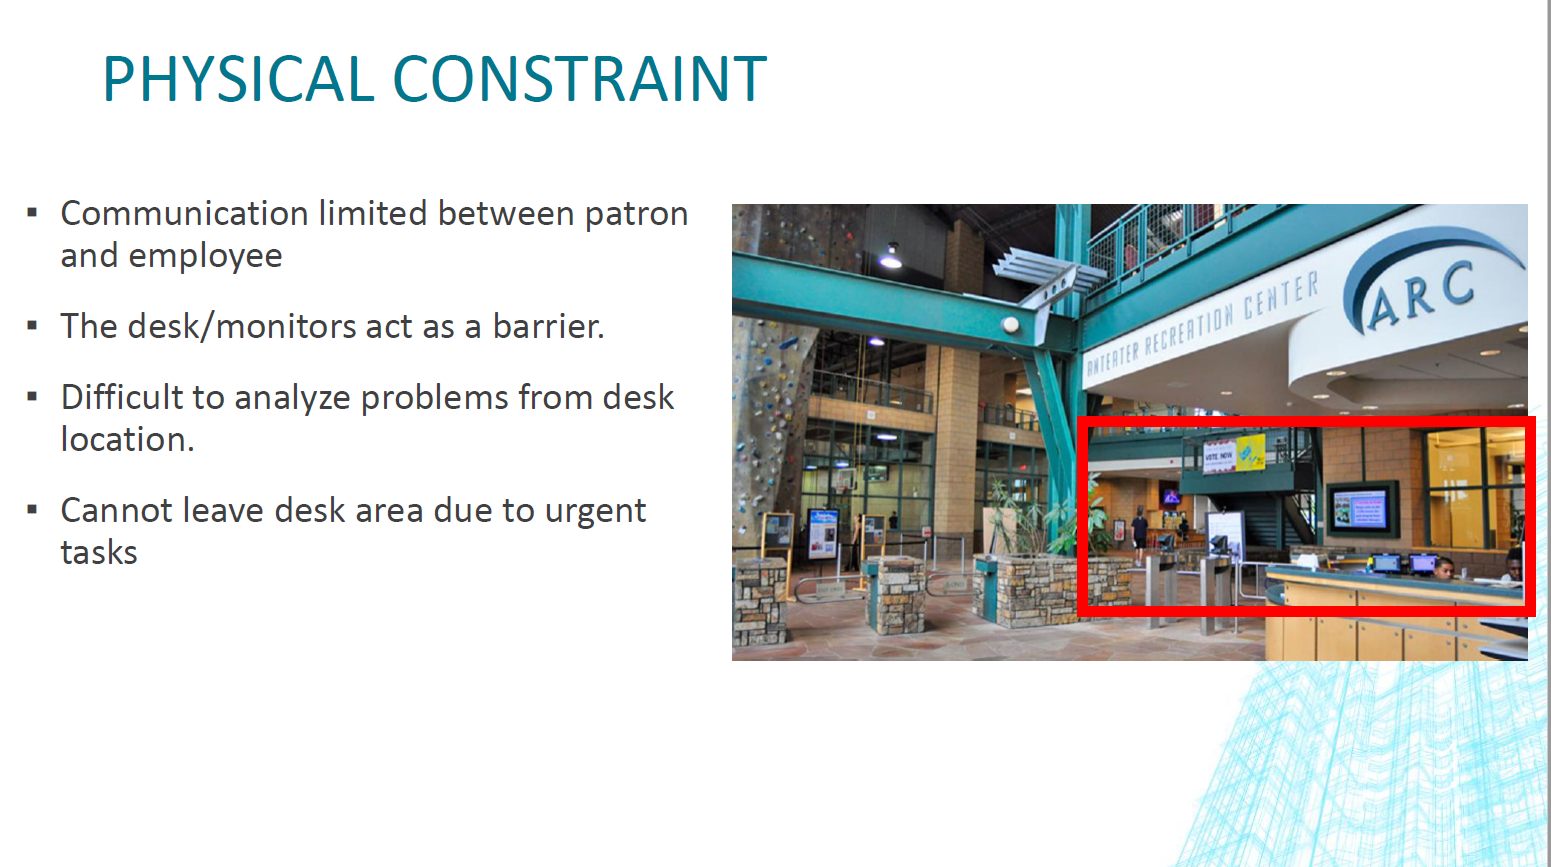 PHYSICAL CONSTRAINT
▪ Communication limited between patron
and employee
▪ The desk/monitors act as a barrier.
▪ Difficult to analyze problems from desk
location.
▪ Cannot leave desk area due to urgent
tasks
ANTEATER RECREATION CENTER
ARC
VOTE NOW